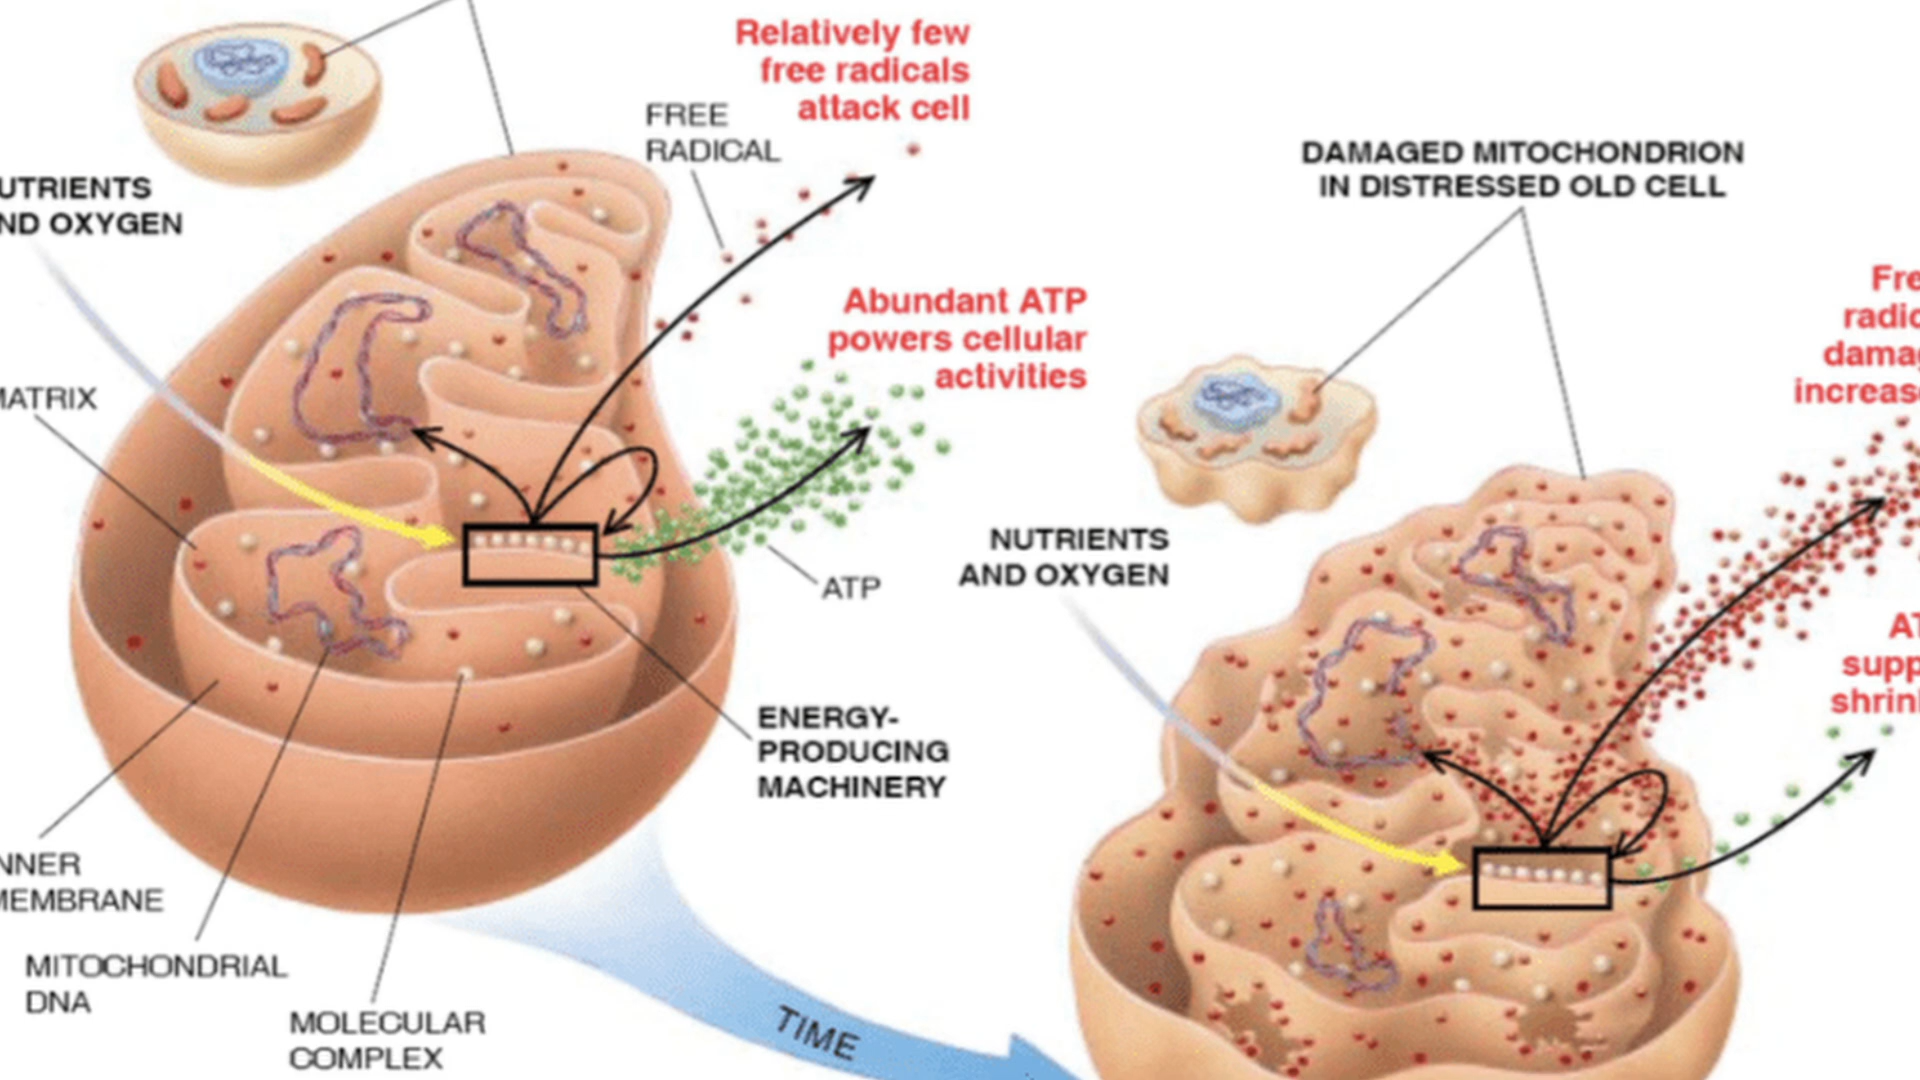 Relatively few
free radicals
attack cell
FREE
RADICAL
UTRIENTS
ND OXYGEN
Abundant ATP
powers cellular
activities
ATRIX
ATP
ENERGY-
PRODUCING
MACHINERY
NNER
MEMBRANE
MITOCHONDRIAL
DNA
MOLECULAR
COMPLEX
TIME
DAMAGED MITOCHONDRION
IN DISTRESSED OLD CELL
NUTRIENTS
AND OXYGEN
Fre
radic
damag
increase
AT
supp
shrin